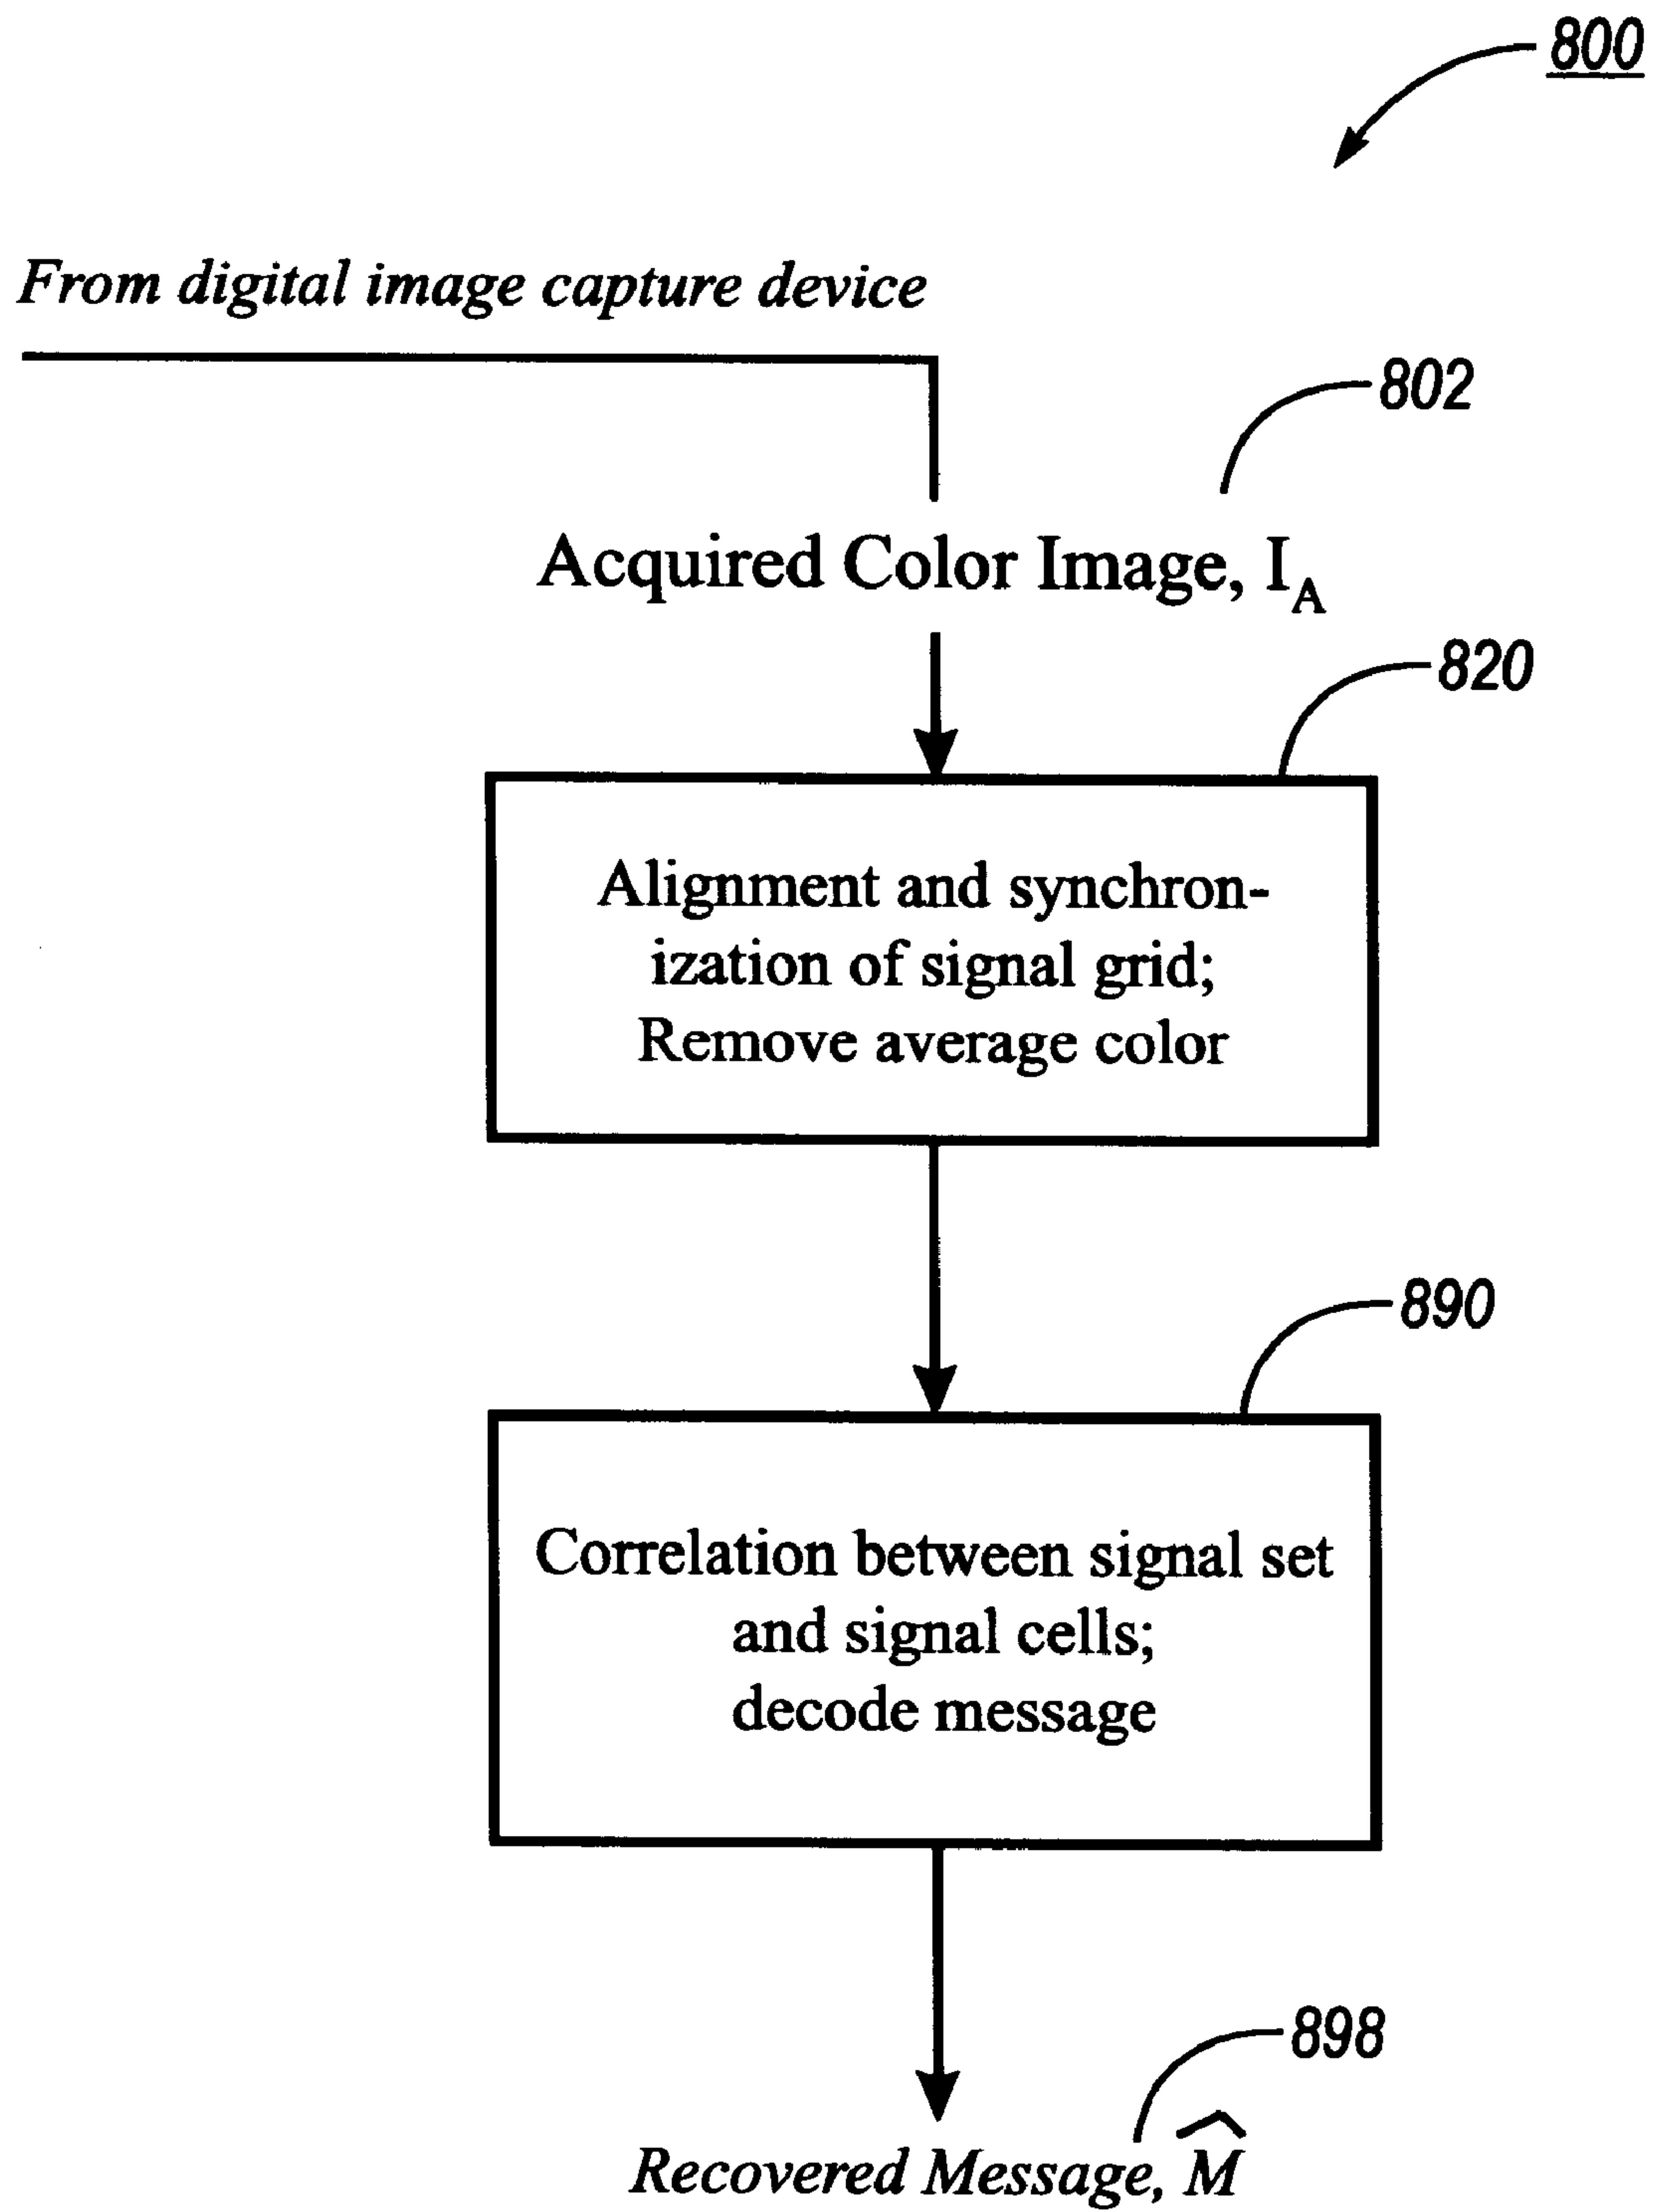 800
From digital image capture device
802
Acquired Color Image, I_A
820
Alignment and synchron-
ization of signal grid;
Remove average color
890
Correlation between signal set
and signal cells;
decode message
898
Recovered Message, M̂